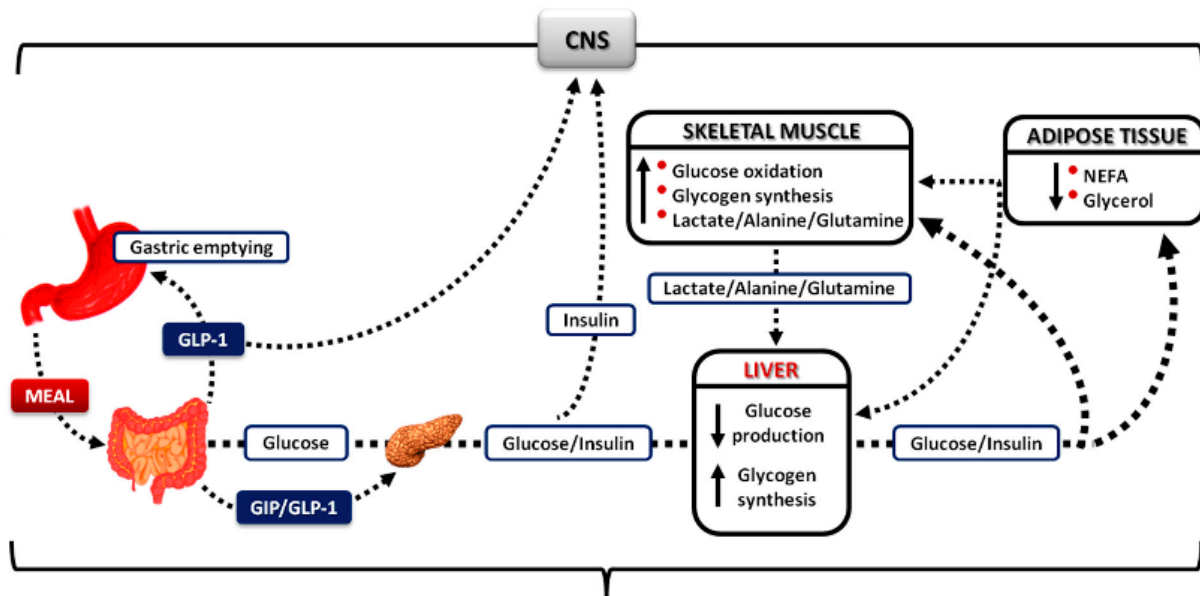 CNS
SKELETAL MUSCLE
Glucose oxidation
Glycogen synthesis
Lactate/Alanine/Glutamine
ADIPOSE TISSUE
NEFA
Glycerol
Gastric emptying
Lactate/Alanine/Glutamine
GLP-1
Insulin
MEAL
LIVER
Glucose
production
Glycogen
synthesis
Glucose
Glucose/Insulin
Glucose/Insulin
GIP/GLP-1